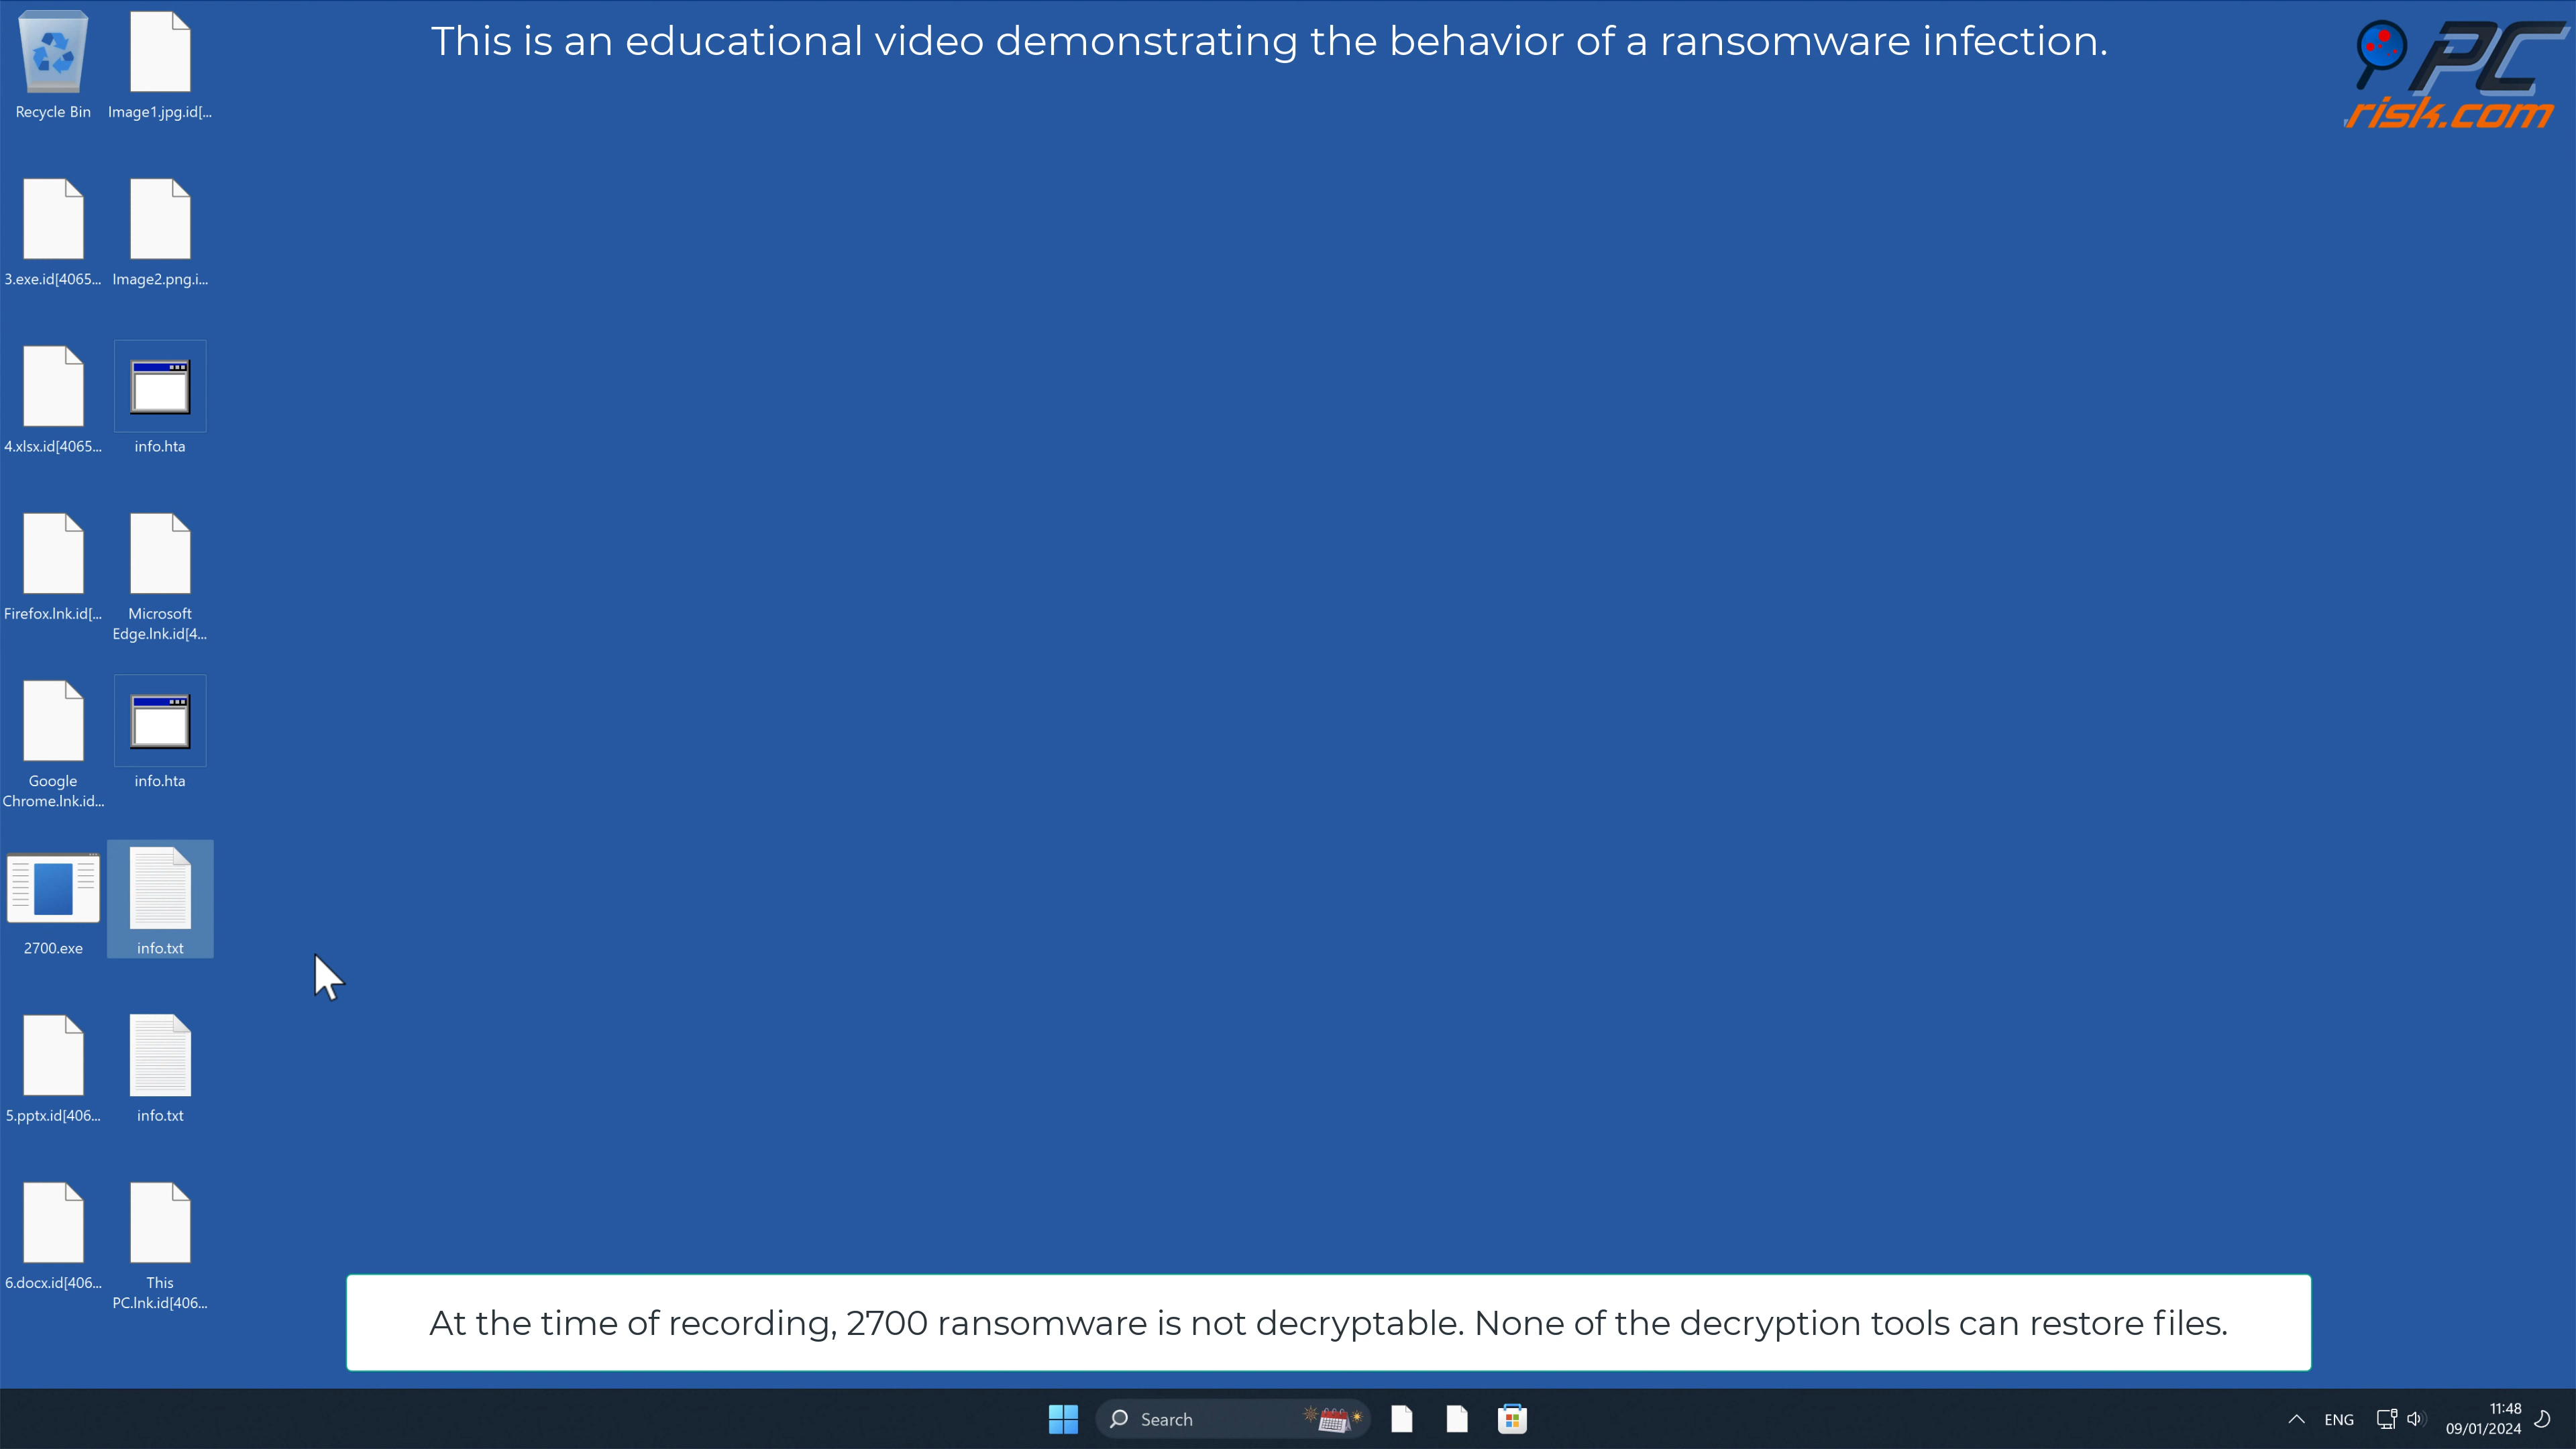 This is an educational video demonstrating the behavior of a ransomware infection.
PC
risk.com
Recycle Bin
Image1.jpg.id[...
3.exe.id[4065...
Image2.png.i...
4.xlsx.id[4065...
info.hta
Firefox.lnk.id[...
Microsoft
Edge.lnk.id[4...
Google
Chrome.lnk.id...
info.hta
2700.exe
info.txt
5.pptx.id[406...
info.txt
6.docx.id[406...
This
PC.lnk.id[406...
At the time of recording, 2700 ransomware is not decryptable. None of the decryption tools can restore files.
Search
ENG
11:48
09/01/2024